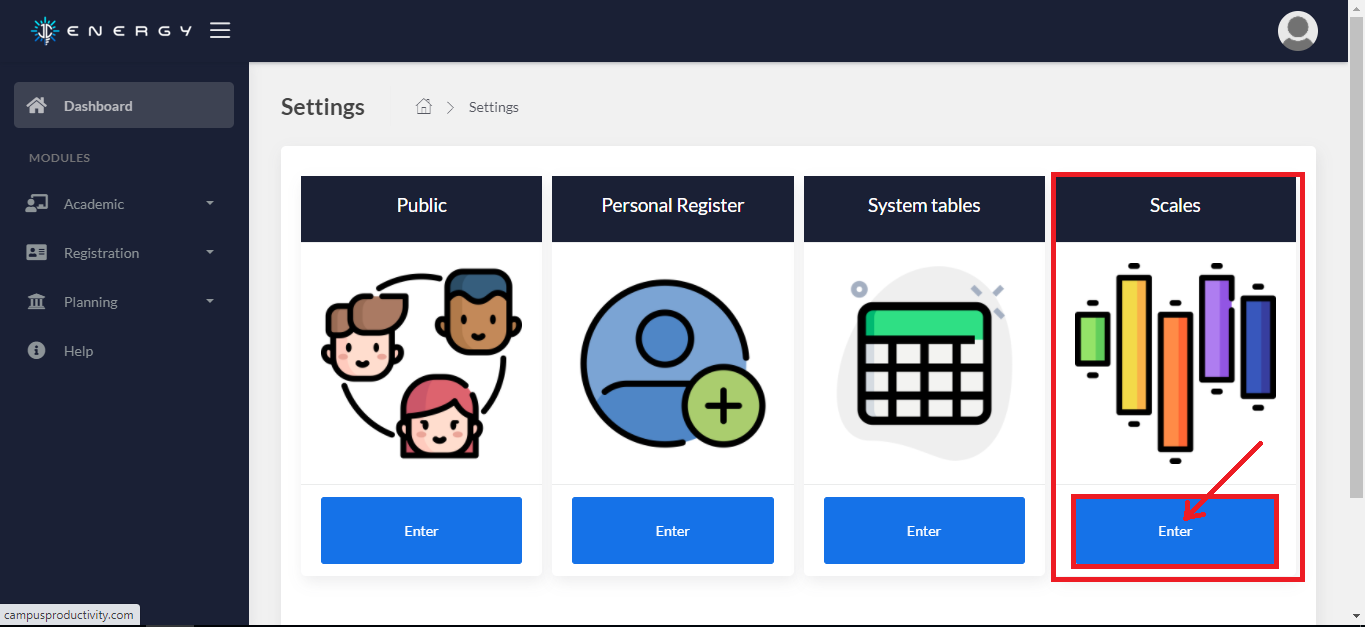 JC ENERGY
Dashboard
Settings
Settings
MODULES
Academic
Registration
Planning
Help
Public
Personal Register
System tables
Scales
Enter
Enter
Enter
Enter
campusproductivity.com